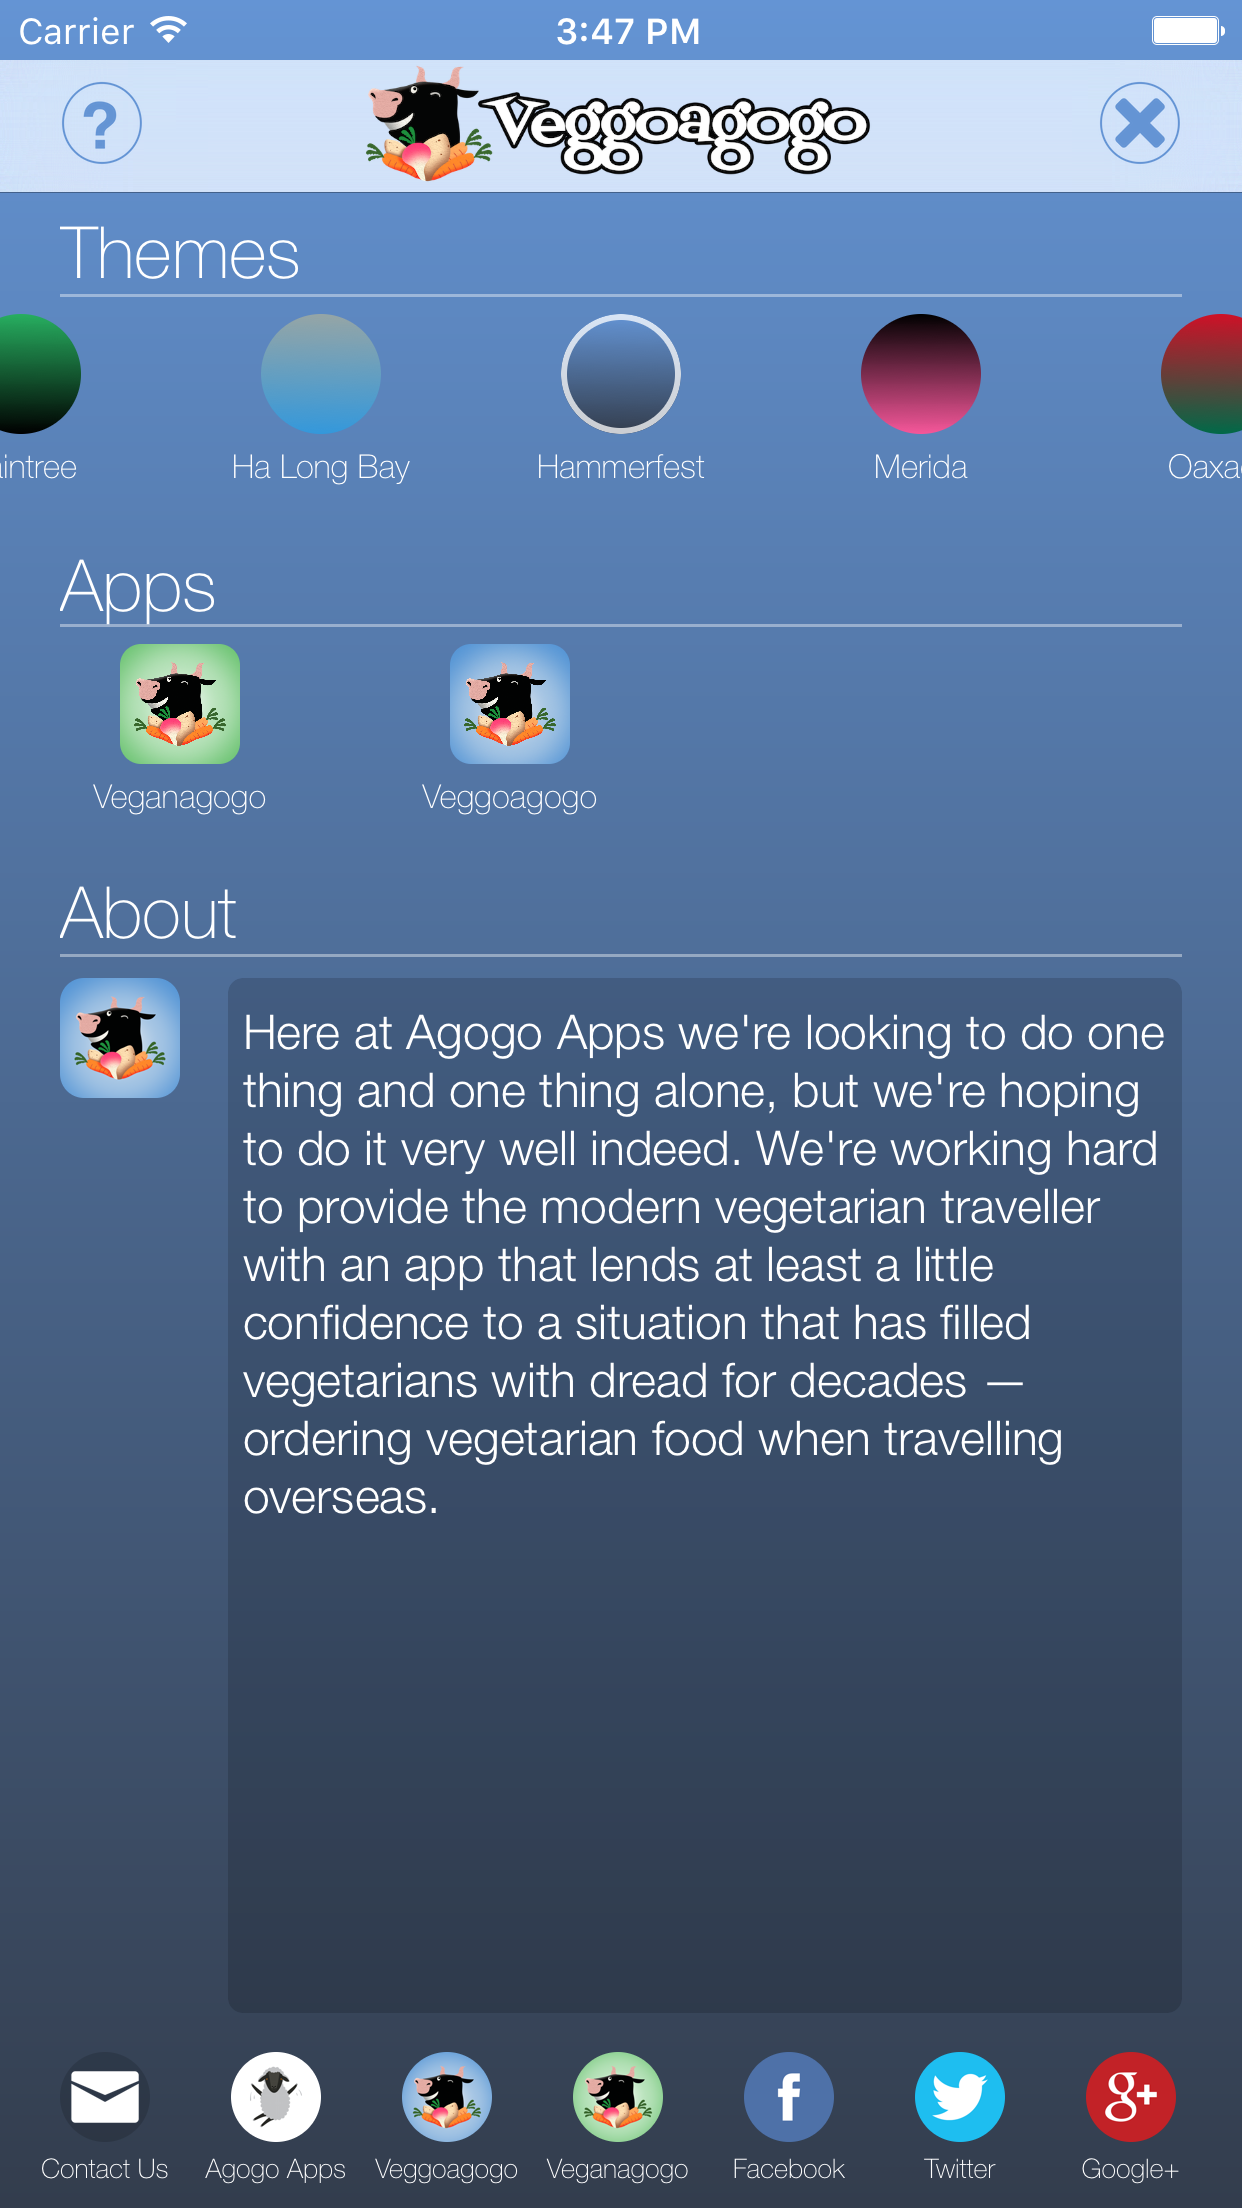 Carrier 3:47 PM
? Veggoagogo
Themes
intree Ha Long Bay Hammerfest Merida Oaxa
Apps
Veganagogo Veggoagogo
About
Here at Agogo Apps we're looking to do one
thing and one thing alone, but we're hoping
to do it very well indeed. We're working hard
to provide the modern vegetarian traveller
with an app that lends at least a little
confidence to a situation that has filled
vegetarians with dread for decades —
ordering vegetarian food when travelling
overseas.
f g+
Contact Us Agogo Apps Veggoagogo Veganagogo Facebook Twitter Google+